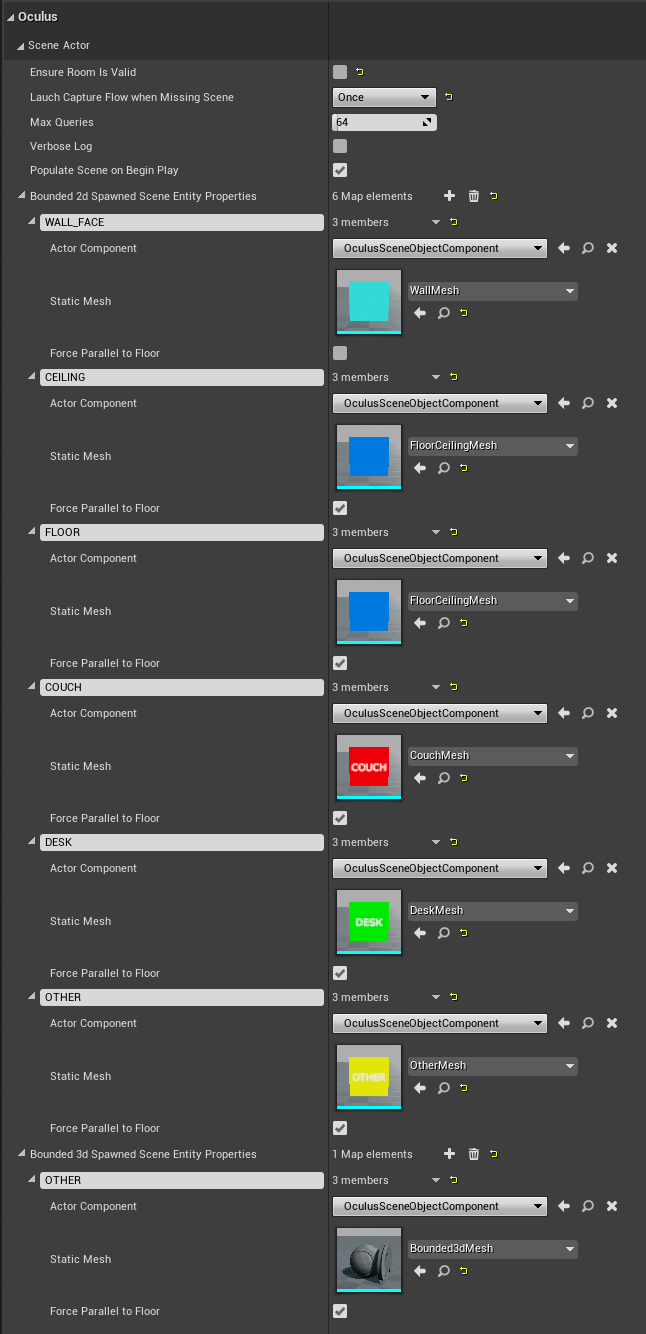 Oculus
Scene Actor
Ensure Room Is Valid
Lauch Capture Flow when Missing Scene Once
Max Queries 64
Verbose Log
Populate Scene on Begin Play
Bounded 2d Spawned Scene Entity Properties 6 Map elements
WALL_FACE 3 members
Actor Component OculusSceneObjectComponent
WallMesh
Static Mesh
Force Parallel to Floor
CEILING 3 members
Actor Component OculusSceneObjectComponent
FloorCeilingMesh
Static Mesh
Force Parallel to Floor
FLOOR 3 members
Actor Component OculusSceneObjectComponent
FloorCeilingMesh
Static Mesh
Force Parallel to Floor
COUCH 3 members
Actor Component OculusSceneObjectComponent
CouchMesh
Static Mesh COUCH
Force Parallel to Floor
DESK 3 members
Actor Component OculusSceneObjectComponent
DeskMesh
Static Mesh DESK
Force Parallel to Floor
OTHER 3 members
Actor Component OculusSceneObjectComponent
OtherMesh
Static Mesh OTHER
Force Parallel to Floor
Bounded 3d Spawned Scene Entity Properties 1 Map elements
OTHER 3 members
Actor Component OculusSceneObjectComponent
Bounded3dMesh
Static Mesh
Force Parallel to Floor